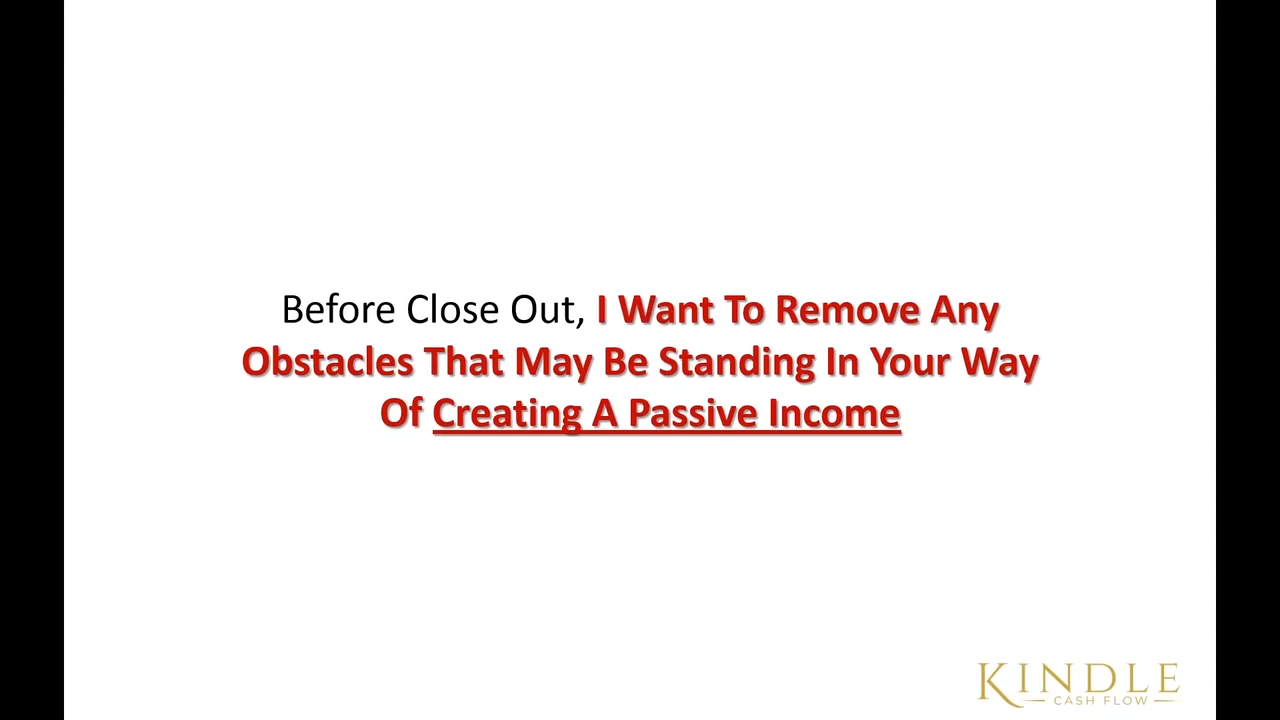 Before Close Out, I Want To Remove Any
Obstacles That May Be Standing In Your Way
Of Creating A Passive Income
KINDLE
CASH FLOW